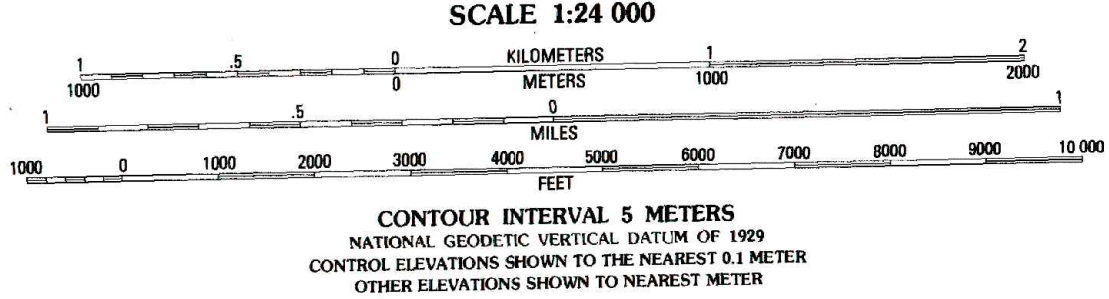 SCALE 1:24 000
1 .5 0 KILOMETERS 1 2
1000 0 METERS 1000 2000
1 .5 0 1
MILES
1000 0 1000 2000 3000 4000 5000 6000 7000 8000 9000 10 000
FEET
CONTOUR INTERVAL 5 METERS
NATIONAL GEODETIC VERTICAL DATUM OF 1929
CONTROL ELEVATIONS SHOWN TO THE NEAREST 0.1 METER
OTHER ELEVATIONS SHOWN TO NEAREST METER